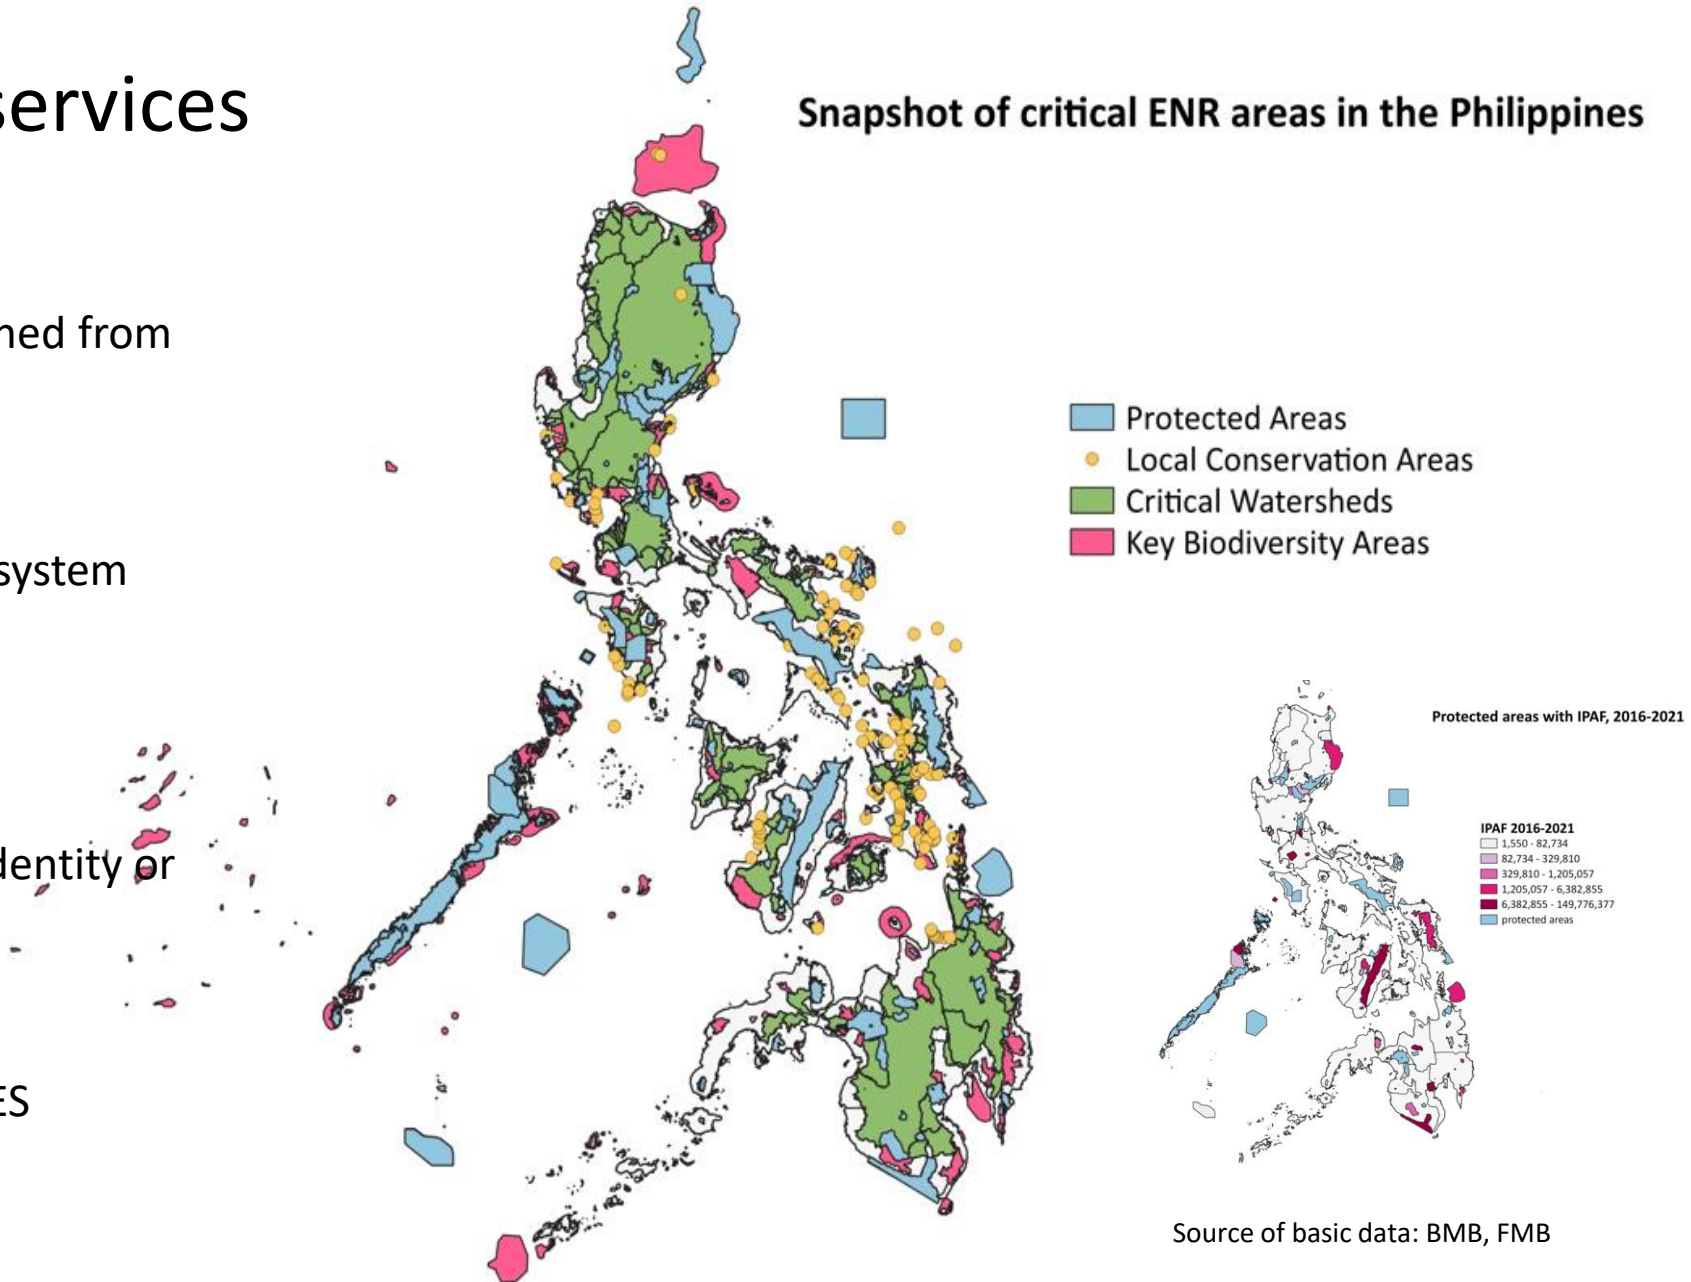 services
Snapshot of critical ENR areas in the Philippines
ned from
Protected Areas
Local Conservation Areas
Critical Watersheds
Key Biodiversity Areas
system
dentity or
ES
Protected areas with IPAF, 2016-2021
IPAF 2016-2021
1,550 - 82,734
82,734 - 329,810
329,810 - 1,205,057
1,205,057 - 6,382,855
6,382,855 - 149,776,377
protected areas
Source of basic data: BMB, FMB